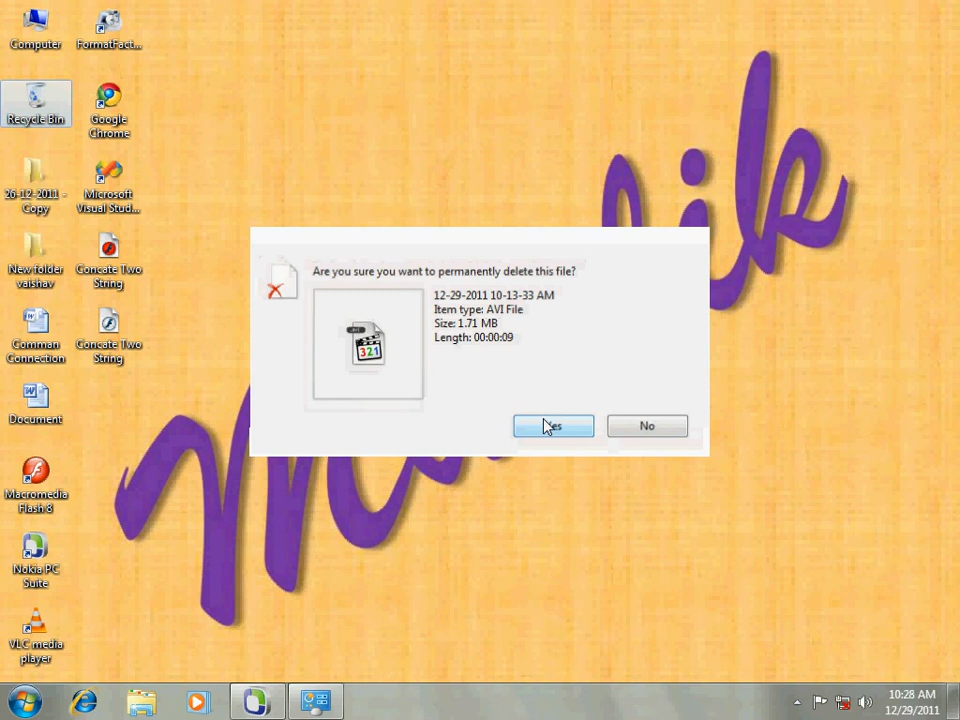 Computer
FormatFact...
Recycle Bin
Google
Chrome
26-12-2011 -
Copy
Microsoft
Visual Stud...
New folder
vaishav
Concate Two
String
Comman
Connection
Concate Two
String
Document
Macromedia
Flash 8
Nokia PC
Suite
VLC media
player
Are you sure you want to permanently delete this file?
12-29-2011 10-13-33 AM
Item type: AVI File
Size: 1.71 MB
Length: 00:00:09
321
No
10:28 AM
12/29/2011